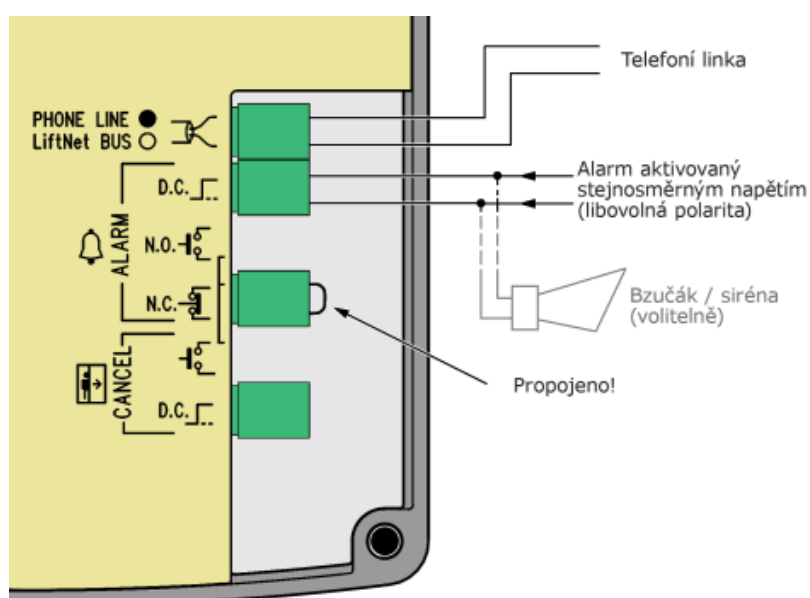 Telefoní linka
PHONE LINE
LiftNet BUS
D.C.
Alarm aktivovaný
stejnosměrným napětím
(libovolná polarita)
ALARM
N.O.
N.C.
Bzučák / siréna
(volitelně)
CANCEL
Propojeno!
D.C.